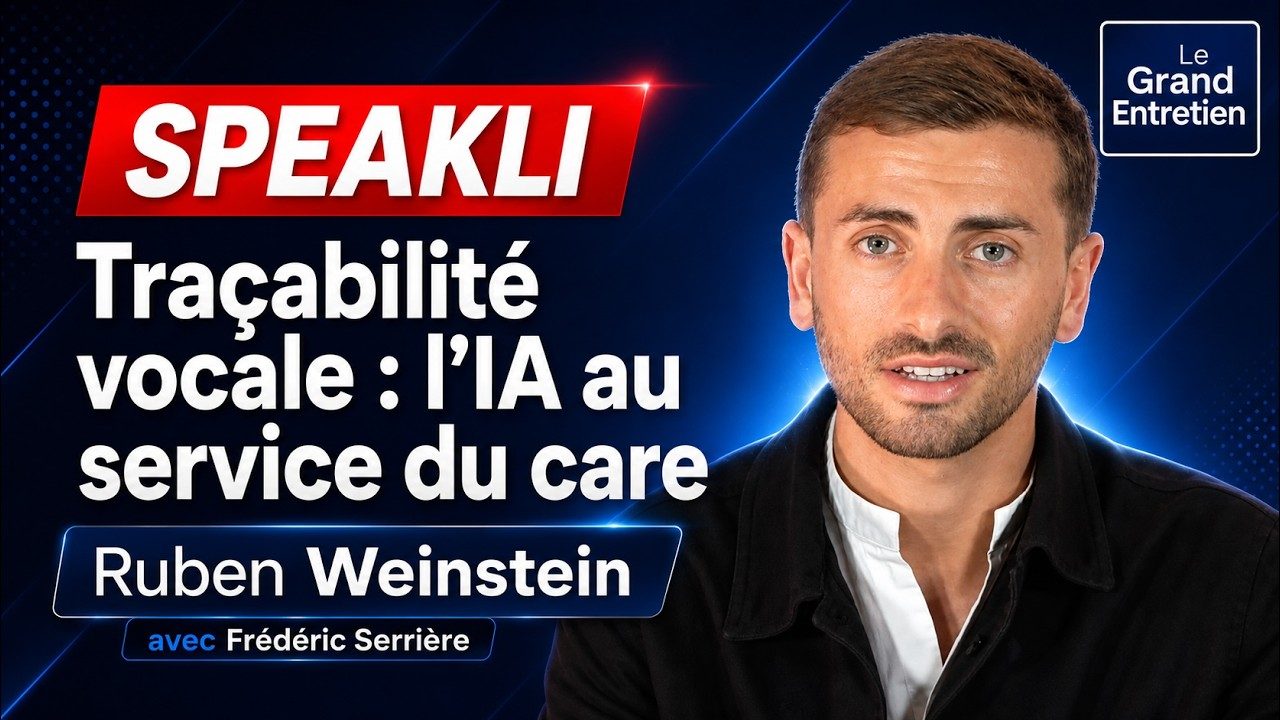 SPEAKLI
Traçabilité
vocale : l’IA au
service du care
Ruben Weinstein
avec Frédéric Serrière
Le
Grand
Entretien